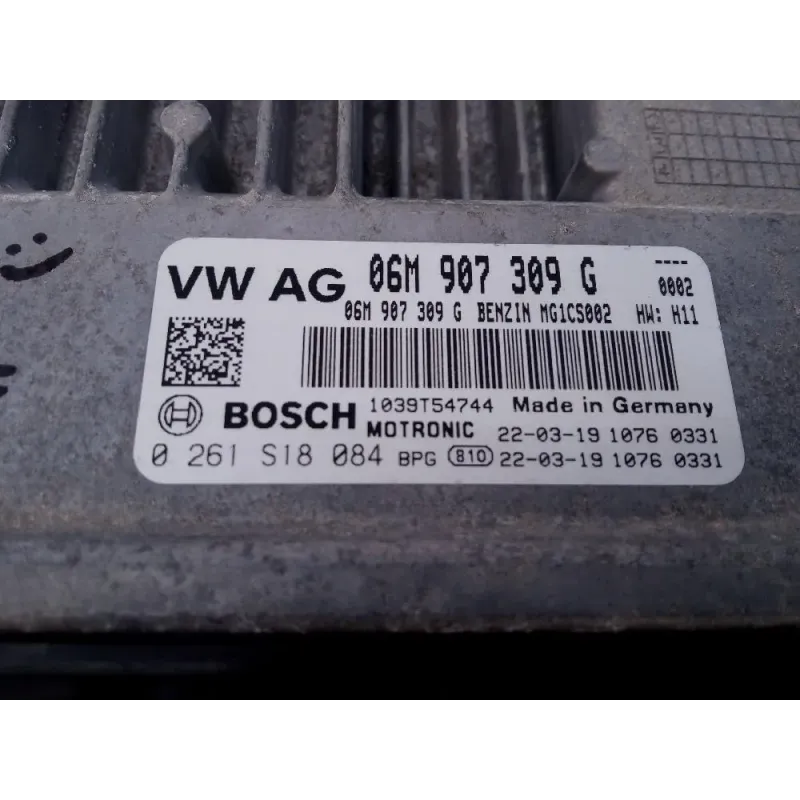 VW AG 06M 907 309 G ---- 0002
06M 907 309 G BENZIN MG1CS002 HW: H11
BOSCH 1039T54744 Made in Germany
MOTRONIC 22-03-19 1076 0331
0 261 S18 084 BPG 810 22-03-19 1076 0331